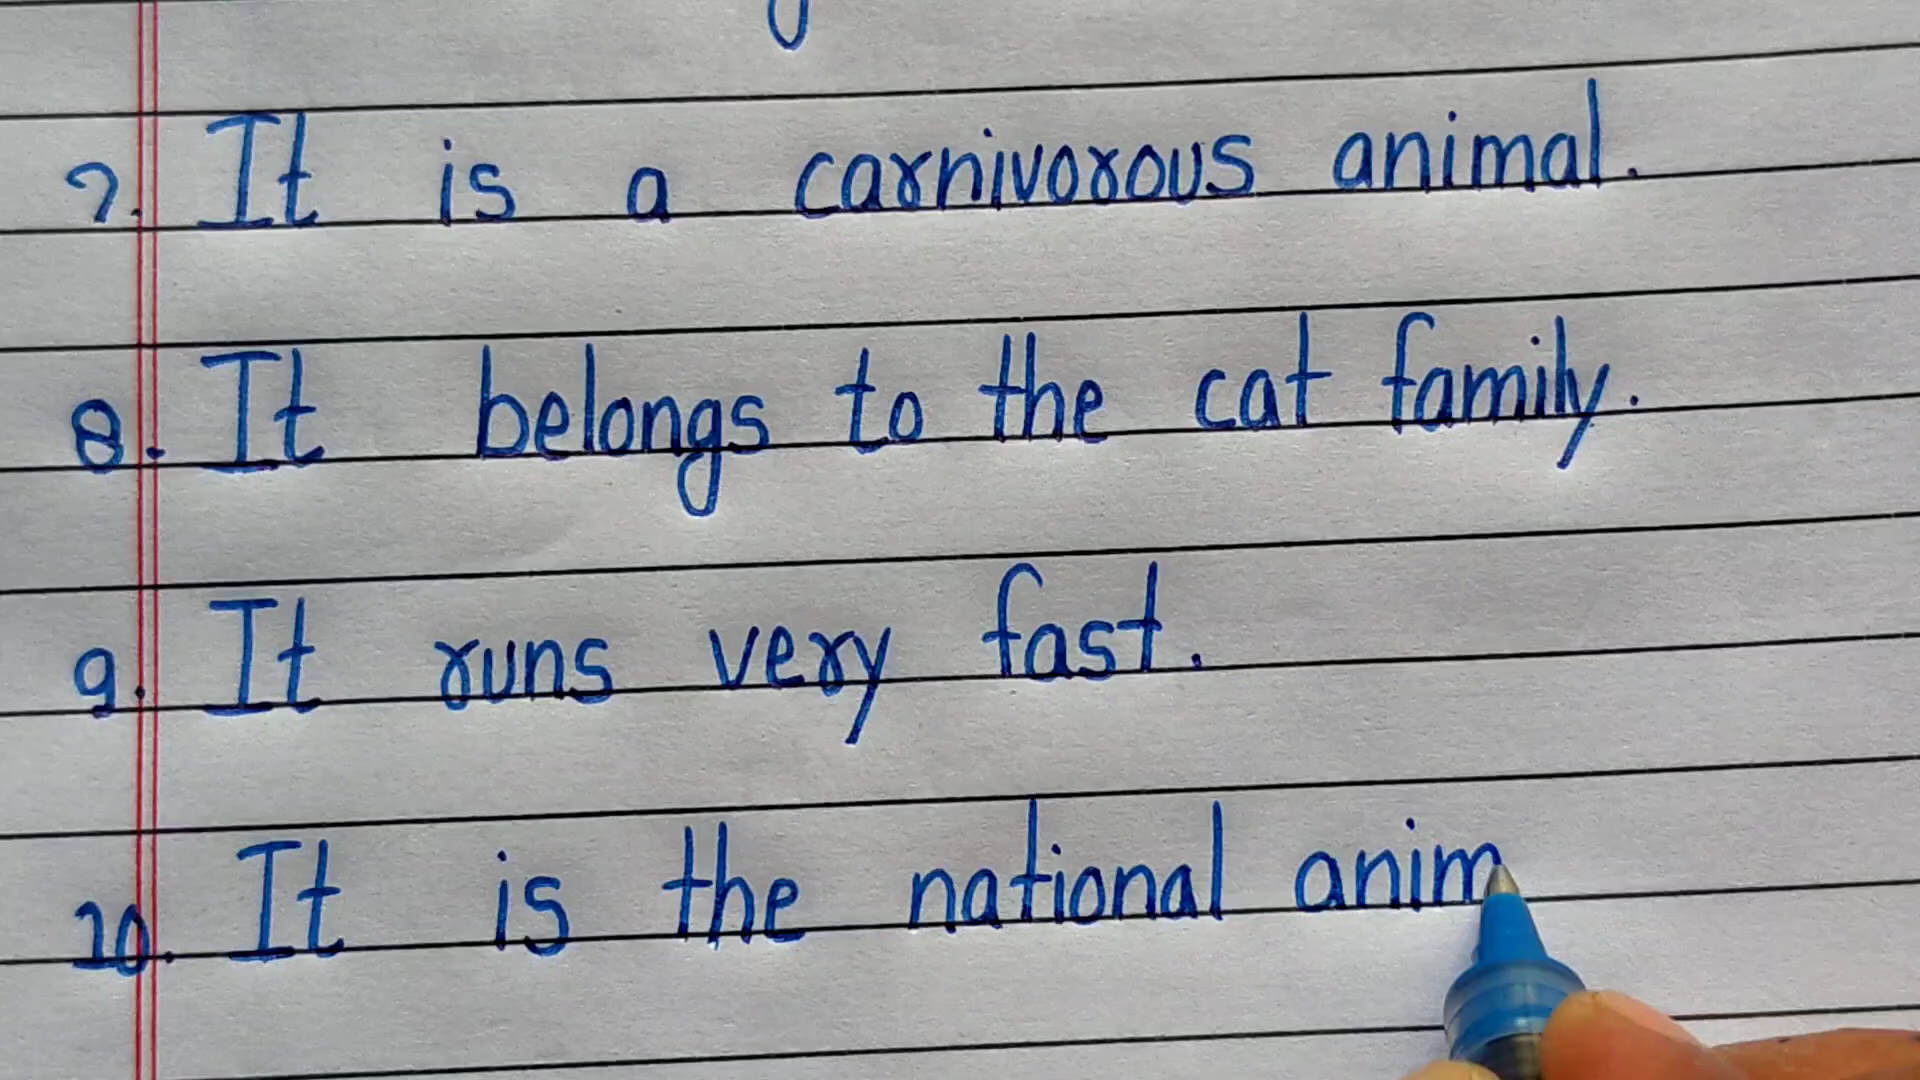 7. It is a carnivorous animal.
8. It belongs to the cat family.
9. It runs very fast.
10. It is the national anim